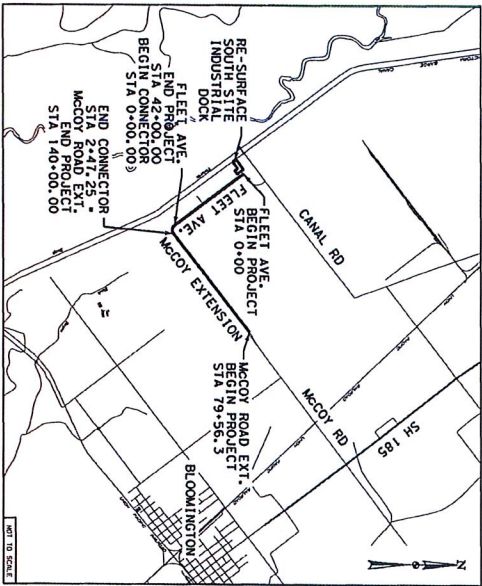 RE-SURFACE
SOUTH SITE
INDUSTRIAL
DOCK
FLEET AVE.
END PROJECT
STA 42+00.00
BEGIN CONNECTOR
STA 0+00.00
END CONNECTOR
STA 2+47.25 =
McCOY ROAD EXT.
END PROJECT
STA 140+00.00
FLEET AVE.
FLEET AVE.
BEGIN PROJECT
STA 0+00
McCOY EXTENSION
McCOY ROAD EXT.
BEGIN PROJECT
STA 79+56.3
CANAL RD
McCOY RD
SH 185
BLOOMINGTON
BARGE
CANAL
N
NOT TO SCALE